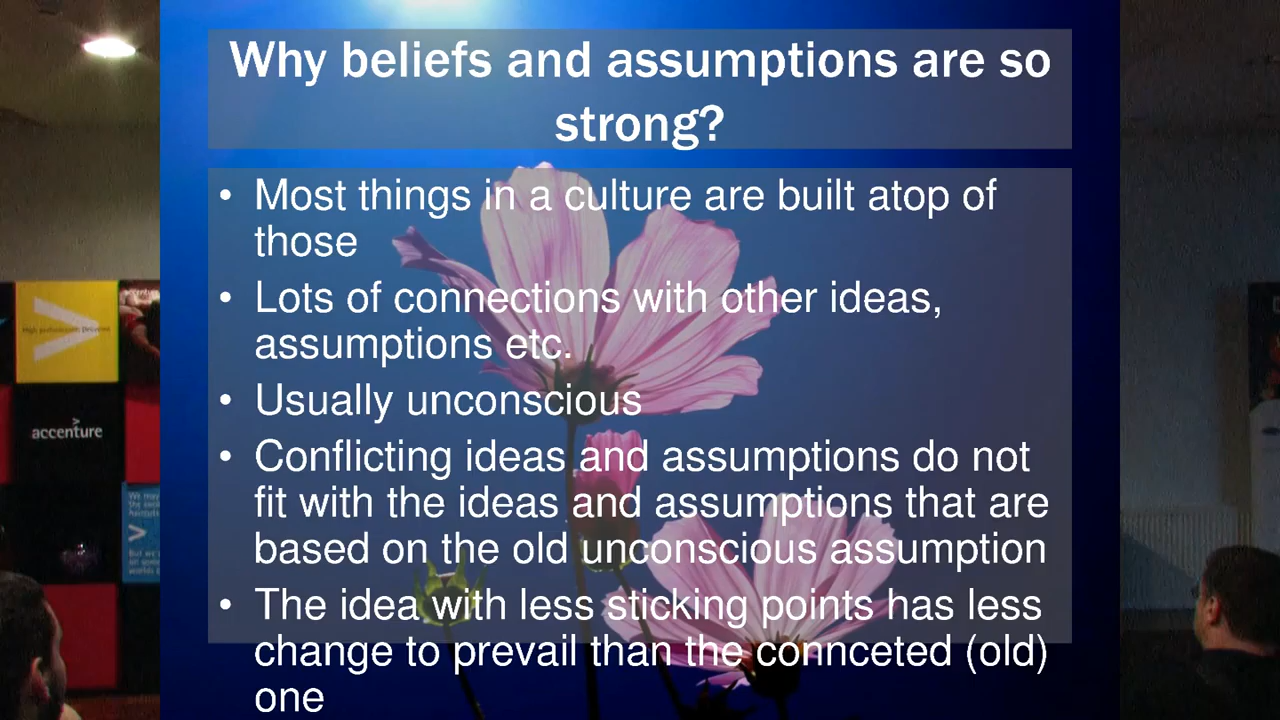 Why beliefs and assumptions are so
strong?
• Most things in a culture are built atop of
those
• Lots of connections with other ideas,
assumptions etc.
• Usually unconscious
• Conflicting ideas and assumptions do not
fit with the ideas and assumptions that are
based on the old unconscious assumption
• The idea with less sticking points has less
change to prevail than the connceted (old)
one
High performance. Delivered.
accenture